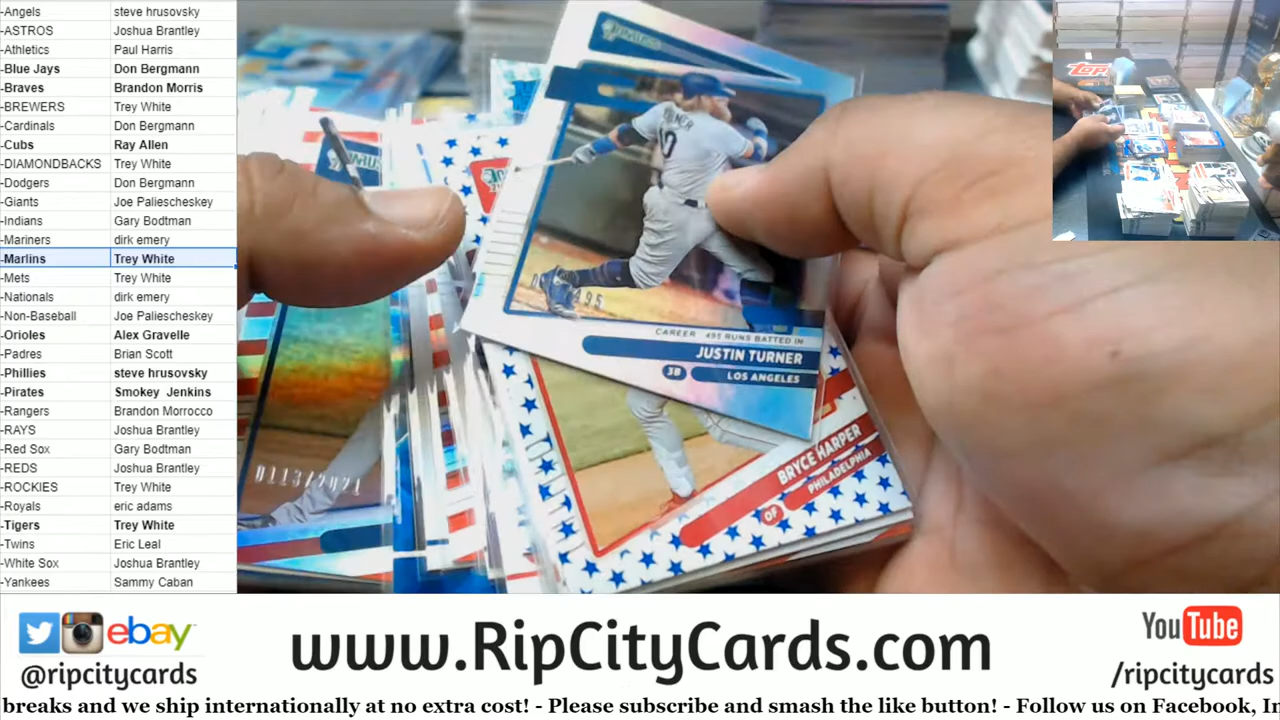 -Angels steve hrusovsky
-ASTROS Joshua Brantley
-Athletics Paul Harris
-Blue Jays Don Bergmann
-Braves Brandon Morris
-BREWERS Trey White
-Cardinals Don Bergmann
-Cubs Ray Allen
-DIAMONDBACKS Trey White
-Dodgers Don Bergmann
-Giants Joe Paliescheskey
-Indians Gary Bodtman
-Mariners dirk emery
-Marlins Trey White
-Mets Trey White
-Nationals dirk emery
-Non-Baseball Joe Paliescheskey
-Orioles Alex Gravelle
-Padres Brian Scott
-Phillies steve hrusovsky
-Pirates Smokey Jenkins
-Rangers Brandon Morrocco
-RAYS Joshua Brantley
-Red Sox Gary Bodtman
-REDS Joshua Brantley
-ROCKIES Trey White
-Royals eric adams
-Tigers Trey White
-Twins Eric Leal
-White Sox Joshua Brantley
-Yankees Sammy Caban
10
CAREER 495 RUNS BATTED IN
JUSTIN TURNER
3B LOS ANGELES
BRYCE HARPER
OF PHILADELPHIA
0113/2021
ebay
@ripcitycards
www.RipCityCards.com
YouTube
/ripcitycards
breaks and we ship internationally at no extra cost! - Please subscribe and smash the like button! - Follow us on Facebook, In